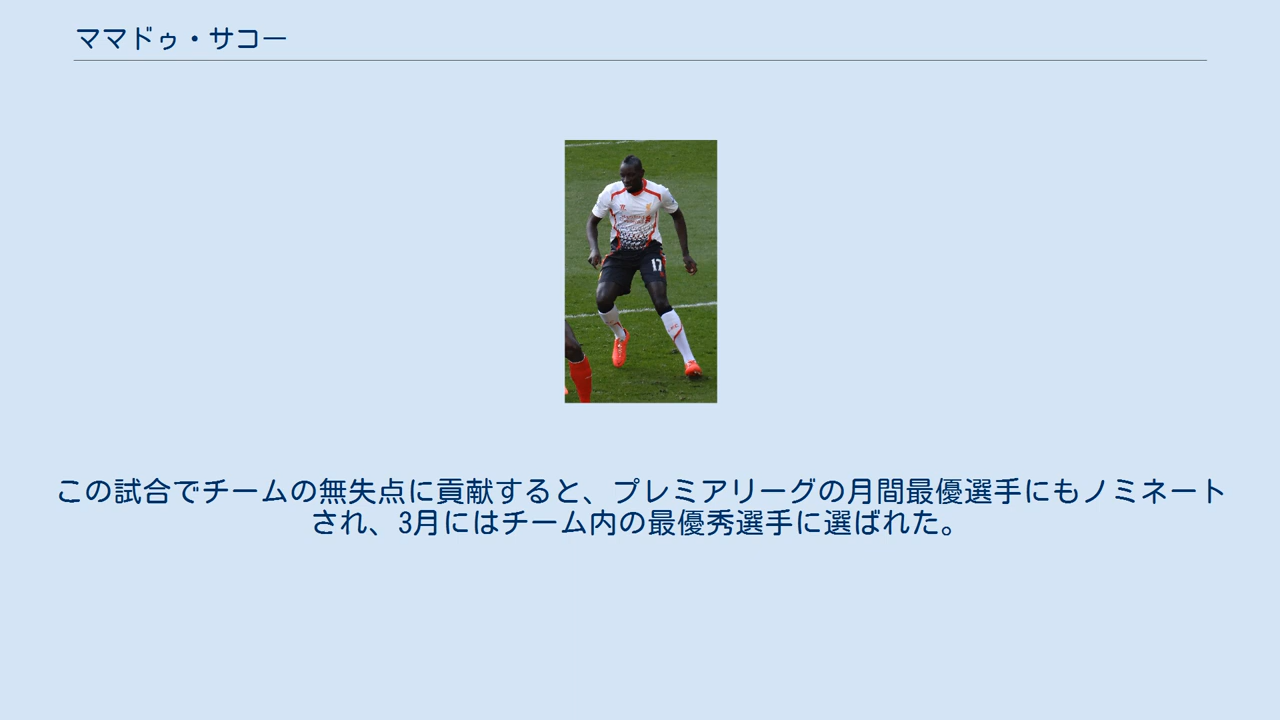 ママドゥ・サコー
17
この試合でチームの無失点に貢献すると、プレミアリーグの月間最優選手にもノミネート
され、3月にはチーム内の最優秀選手に選ばれた。